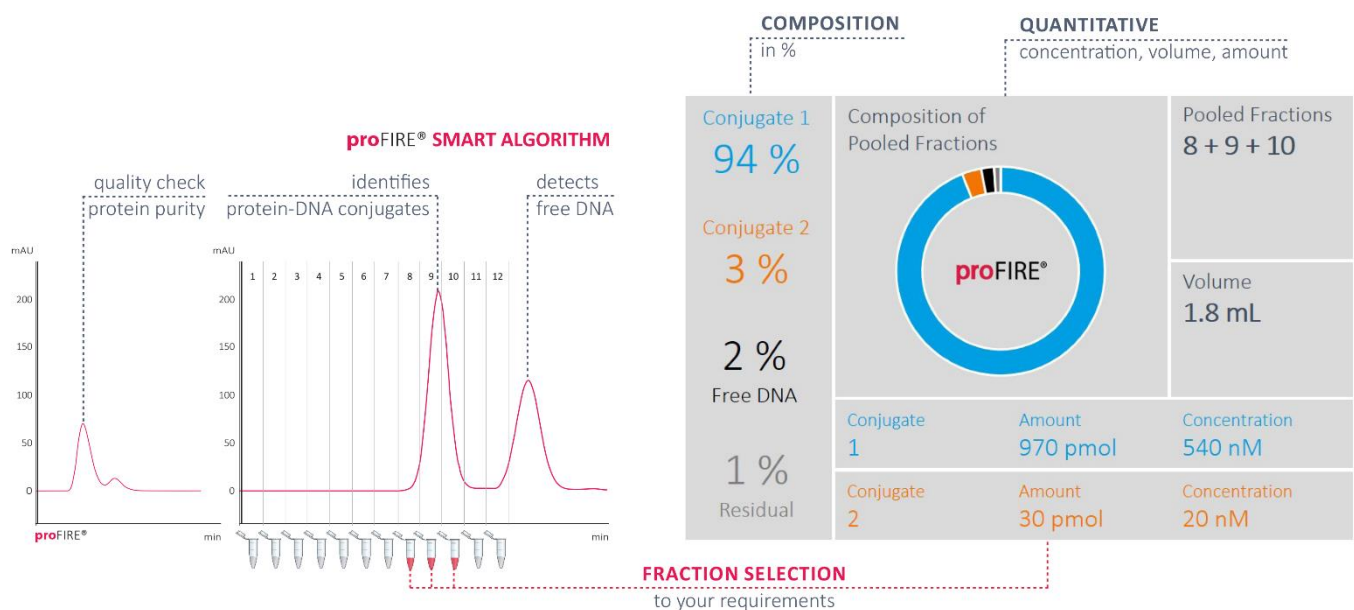 COMPOSITION
in %
QUANTITATIVE
concentration, volume, amount
proFIRE® SMART ALGORITHM
quality check
protein purity
identifies
protein-DNA conjugates
detects
free DNA
mAU
200
150
100
50
0
proFIRE®
min
mAU
1 2 3 4 5 6 7 8 9 10 11 12
200
150
100
50
0
min
Conjugate 1
94 %
Conjugate 2
3 %
2 %
Free DNA
1 %
Residual
Composition of
Pooled Fractions
proFIRE®
Pooled Fractions
8 + 9 + 10
Volume
1.8 mL
Conjugate Amount Concentration
1 970 pmol 540 nM
Conjugate Amount Concentration
2 30 pmol 20 nM
FRACTION SELECTION
to your requirements